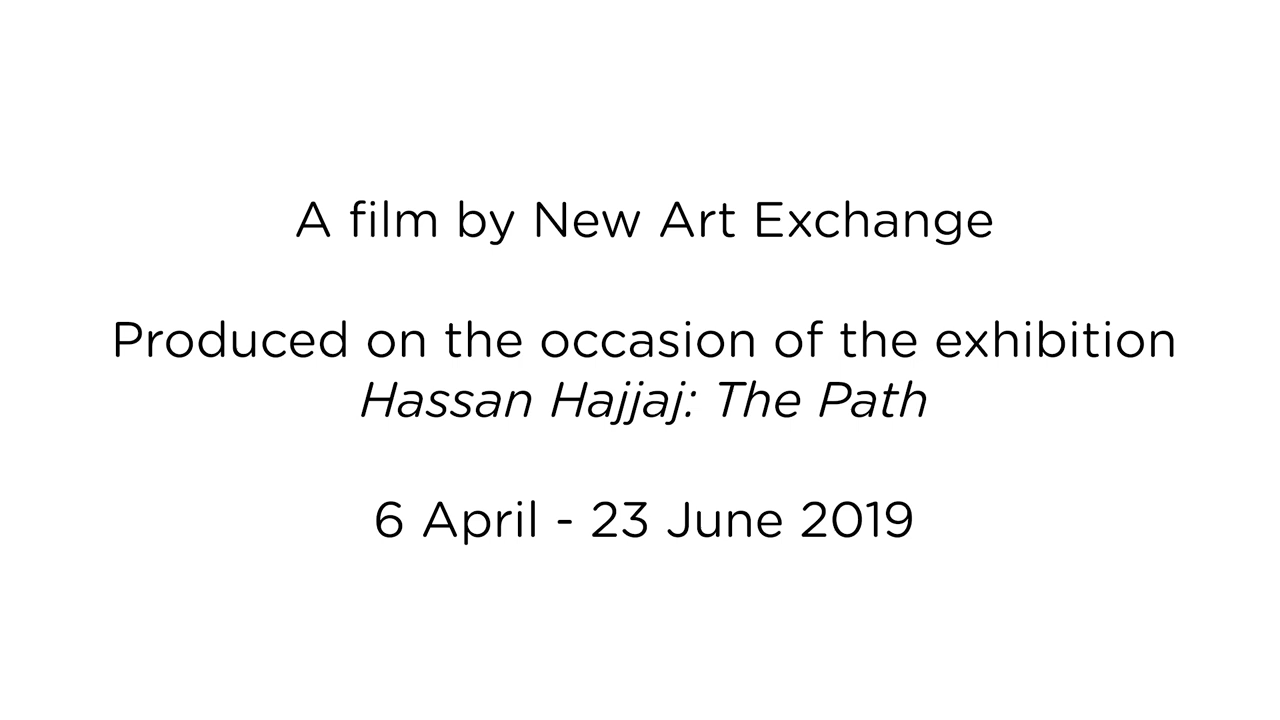 A film by New Art Exchange
Produced on the occasion of the exhibition
Hassan Hajjaj: The Path
6 April - 23 June 2019